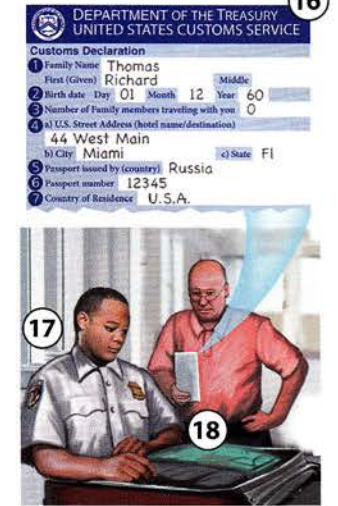 16
DEPARTMENT OF THE TREASURY
UNITED STATES CUSTOMS SERVICE
Customs Declaration
1 Family Name Thomas
First (Given) Richard Middle
2 Birth date Day 01 Month 12 Year 60
3 Number of Family members traveling with you 0
4 a) U.S. Street Address (hotel name/destination)
44 West Main
b) City Miami c) State Fl
5 Passport issued by (country) Russia
6 Passport number 12345
7 Country of Residence U.S.A.
17
18